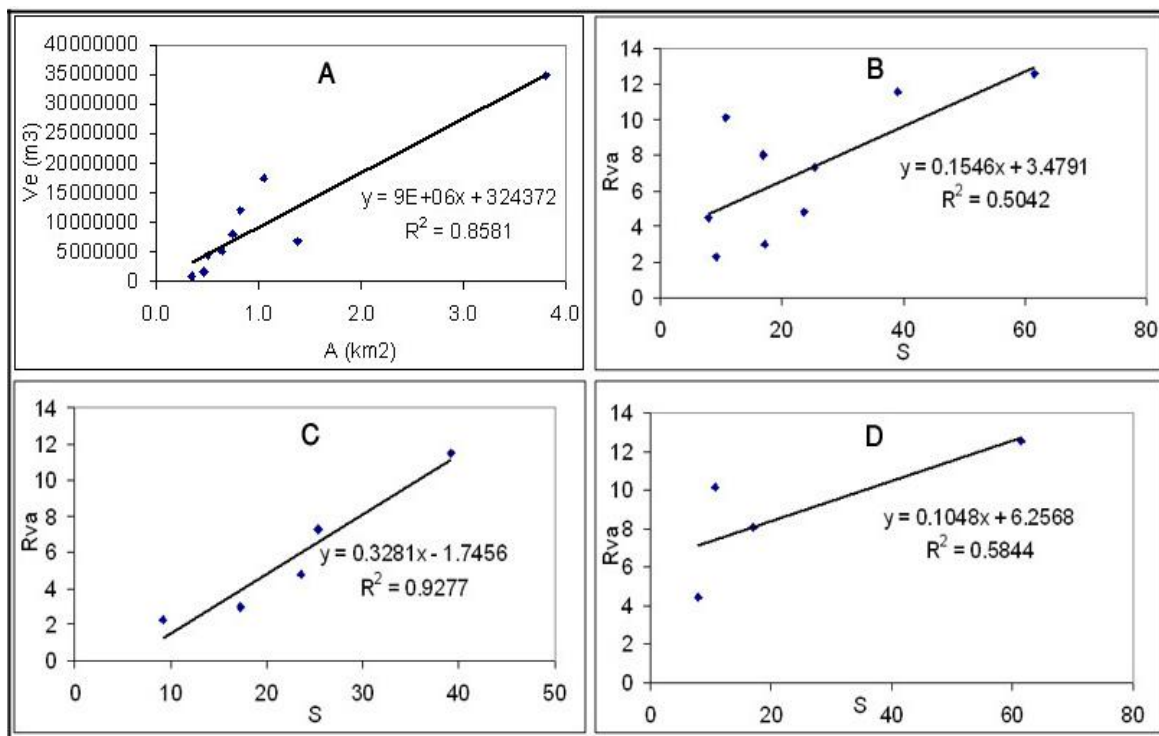 A
Ve (m3)
40000000
35000000
30000000
25000000
20000000
15000000
10000000
5000000
0
y = 9E+06x + 324372
R² = 0.8581
0.0 1.0 2.0 3.0 4.0
A (km2)
B
Rva
14
12
10
8
6
4
2
0
y = 0.1546x + 3.4791
R² = 0.5042
0 20 40 60 80
S
C
Rva
14
12
10
8
6
4
2
0
y = 0.3281x - 1.7456
R² = 0.9277
0 10 20 30 40 50
S
D
Rva
14
12
10
8
6
4
2
0
y = 0.1048x + 6.2568
R² = 0.5844
0 20 40 60 80
S